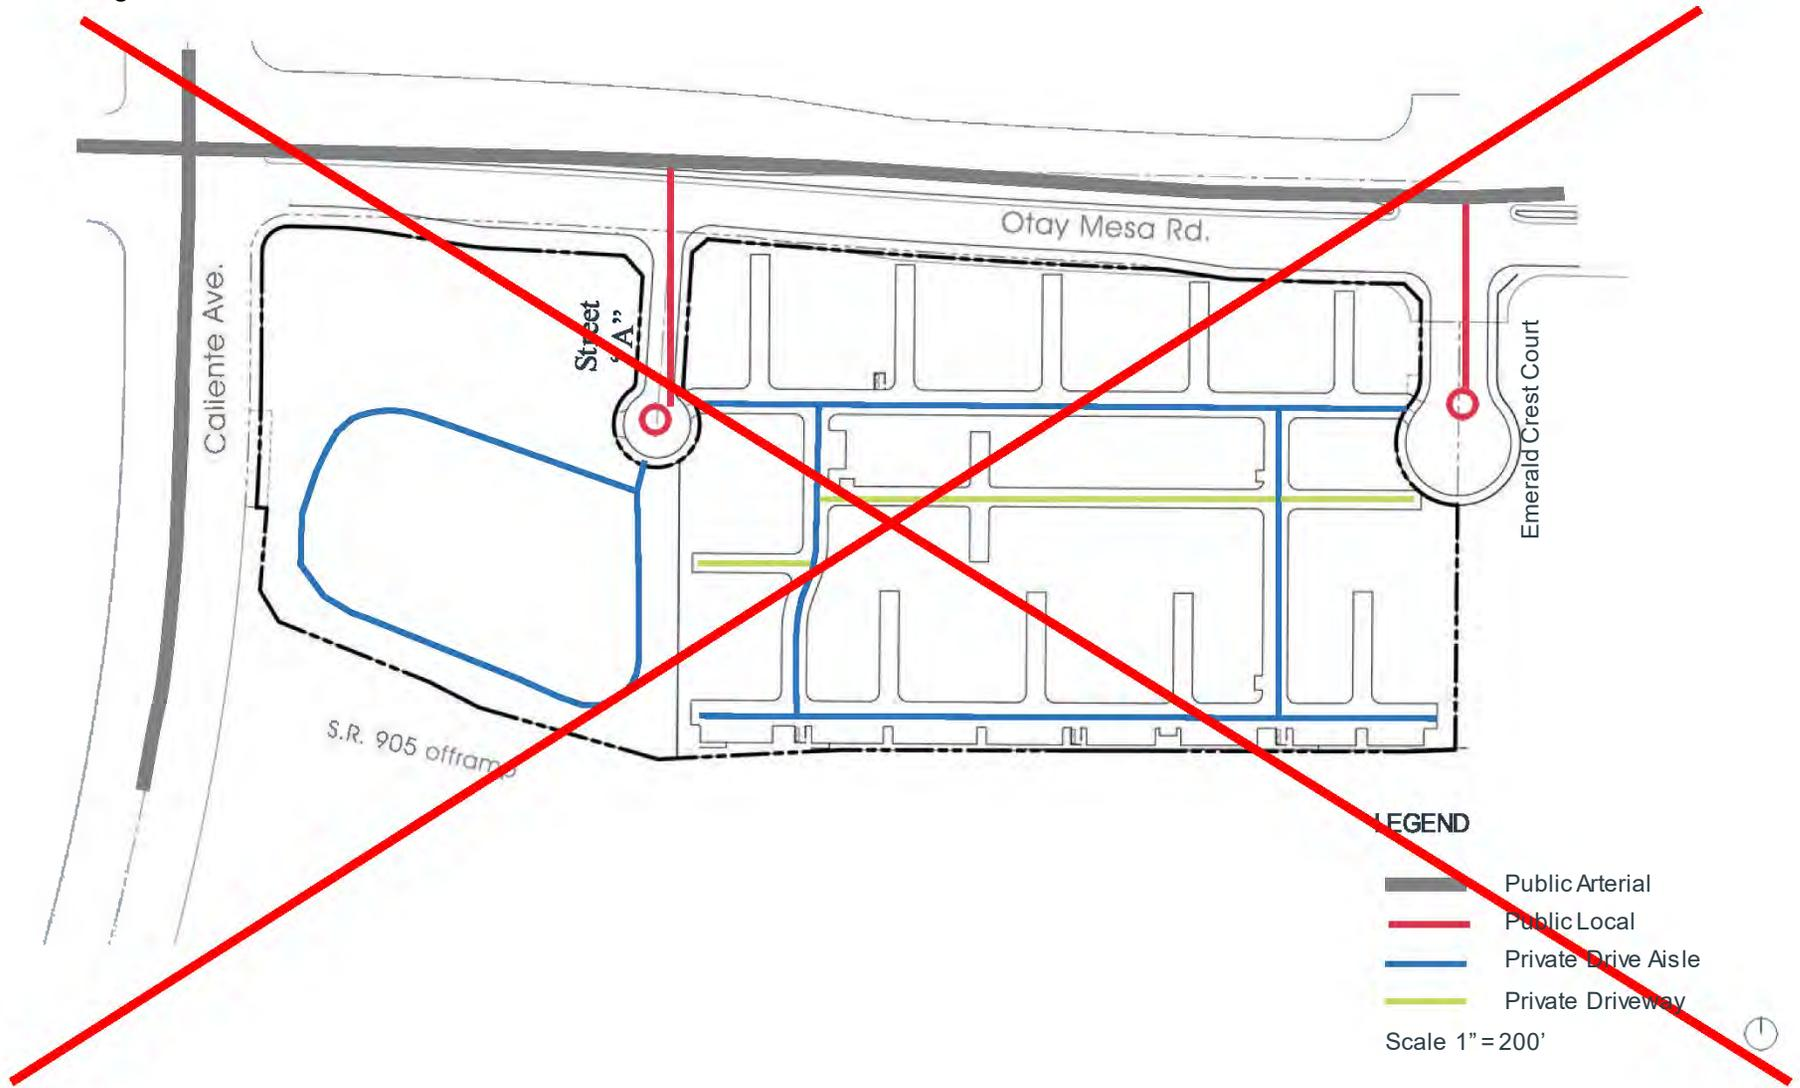 Otay Mesa Rd.
Caliente Ave.
Street
“A”
Emerald Crest Court
S.R. 905 offramp
LEGEND
Public Arterial
Public Local
Private Drive Aisle
Private Driveway
Scale 1” = 200’